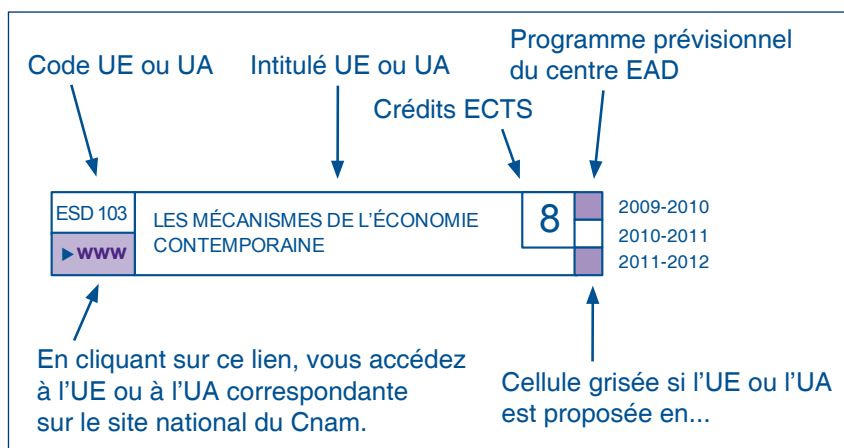 Programme prévisionnel
du centre EAD
Code UE ou UA
Intitulé UE ou UA
Crédits ECTS
ESD 103
►www
LES MÉCANISMES DE L'ÉCONOMIE
CONTEMPORAINE
8
2009-2010
2010-2011
2011-2012
En cliquant sur ce lien, vous accédez
à l'UE ou à l'UA correspondante
sur le site national du Cnam.
Cellule grisée si l'UE ou l'UA
est proposée en...